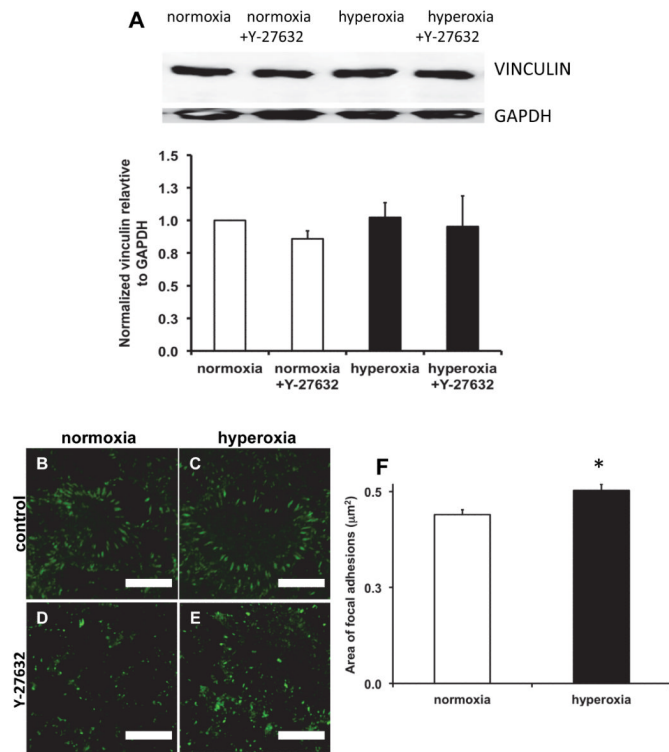 A
normoxia normoxia hyperoxia hyperoxia
+Y-27632 +Y-27632
VINCULIN
GAPDH
Normalized vinculin relavtive
to GAPDH
1.5
1.3
1.0
0.8
0.5
0.3
0.0
normoxia normoxia hyperoxia hyperoxia
+Y-27632 +Y-27632
normoxia hyperoxia
control
B C
Y-27632
D E
F
*
Area of focal adhesions (μm²)
0.5
0.3
0.0
normoxia hyperoxia